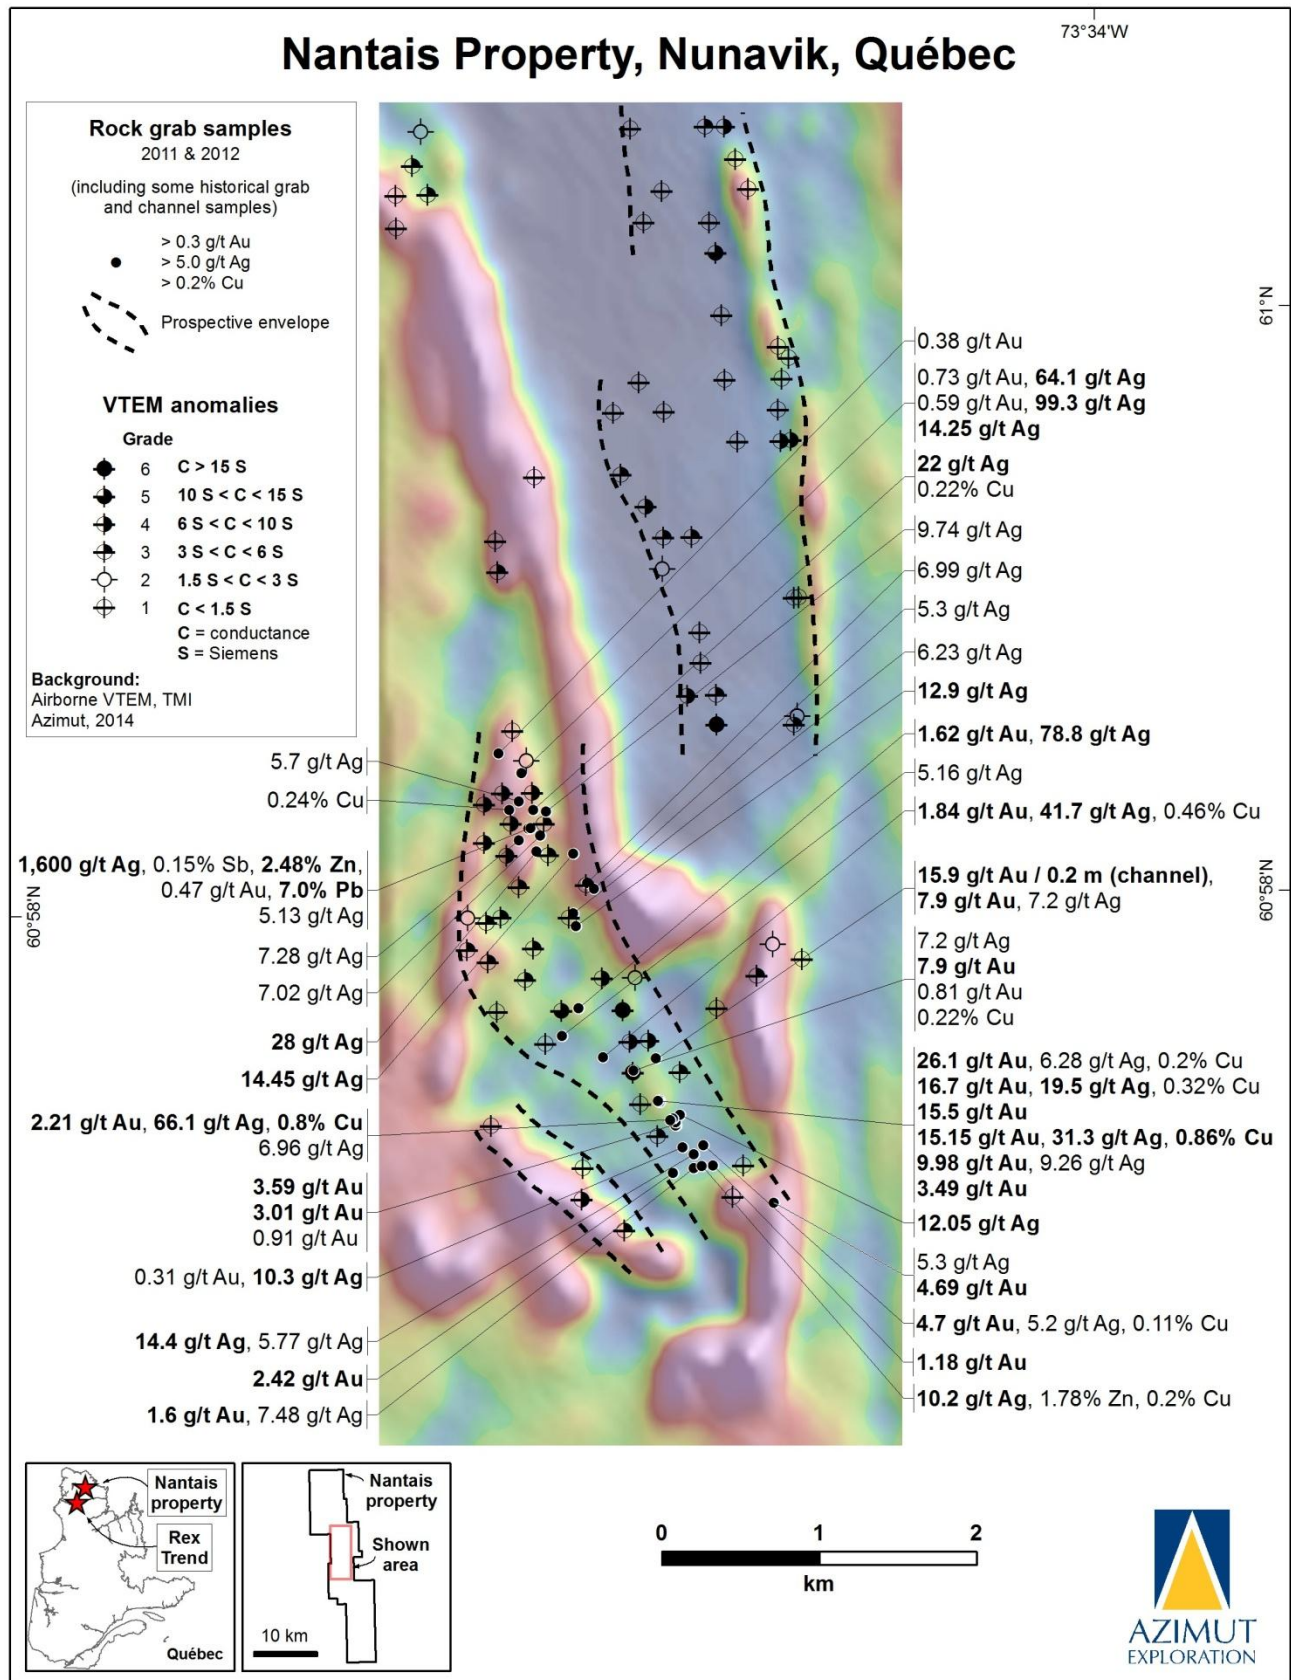 73°34'W
Nantais Property, Nunavik, Québec
Rock grab samples
2011 & 2012
(including some historical grab
and channel samples)
> 0.3 g/t Au
> 5.0 g/t Ag
> 0.2% Cu
Prospective envelope
VTEM anomalies
Grade
6 C > 15 S
5 10 S < C < 15 S
4 6 S < C < 10 S
3 3 S < C < 6 S
2 1.5 S < C < 3 S
1 C < 1.5 S
C = conductance
S = Siemens
Background:
Airborne VTEM, TMI
Azimut, 2014
61°N
60°58'N
60°58'N
5.7 g/t Ag
0.24% Cu
1,600 g/t Ag, 0.15% Sb, 2.48% Zn,
0.47 g/t Au, 7.0% Pb
5.13 g/t Ag
7.28 g/t Ag
7.02 g/t Ag
28 g/t Ag
14.45 g/t Ag
2.21 g/t Au, 66.1 g/t Ag, 0.8% Cu
6.96 g/t Ag
3.59 g/t Au
3.01 g/t Au
0.91 g/t Au
0.31 g/t Au, 10.3 g/t Ag
14.4 g/t Ag, 5.77 g/t Ag
2.42 g/t Au
1.6 g/t Au, 7.48 g/t Ag
0.38 g/t Au
0.73 g/t Au, 64.1 g/t Ag
0.59 g/t Au, 99.3 g/t Ag
14.25 g/t Ag
22 g/t Ag
0.22% Cu
9.74 g/t Ag
6.99 g/t Ag
5.3 g/t Ag
6.23 g/t Ag
12.9 g/t Ag
1.62 g/t Au, 78.8 g/t Ag
5.16 g/t Ag
1.84 g/t Au, 41.7 g/t Ag, 0.46% Cu
15.9 g/t Au / 0.2 m (channel),
7.9 g/t Au, 7.2 g/t Ag
7.2 g/t Ag
7.9 g/t Au
0.81 g/t Au
0.22% Cu
26.1 g/t Au, 6.28 g/t Ag, 0.2% Cu
16.7 g/t Au, 19.5 g/t Ag, 0.32% Cu
15.5 g/t Au
15.15 g/t Au, 31.3 g/t Ag, 0.86% Cu
9.98 g/t Au, 9.26 g/t Ag
3.49 g/t Au
12.05 g/t Ag
5.3 g/t Ag
4.69 g/t Au
4.7 g/t Au, 5.2 g/t Ag, 0.11% Cu
1.18 g/t Au
10.2 g/t Ag, 1.78% Zn, 0.2% Cu
Nantais
property
Rex
Trend
Québec
Nantais
property
Shown
area
10 km
0 1 2
km
AZIMUT
EXPLORATION